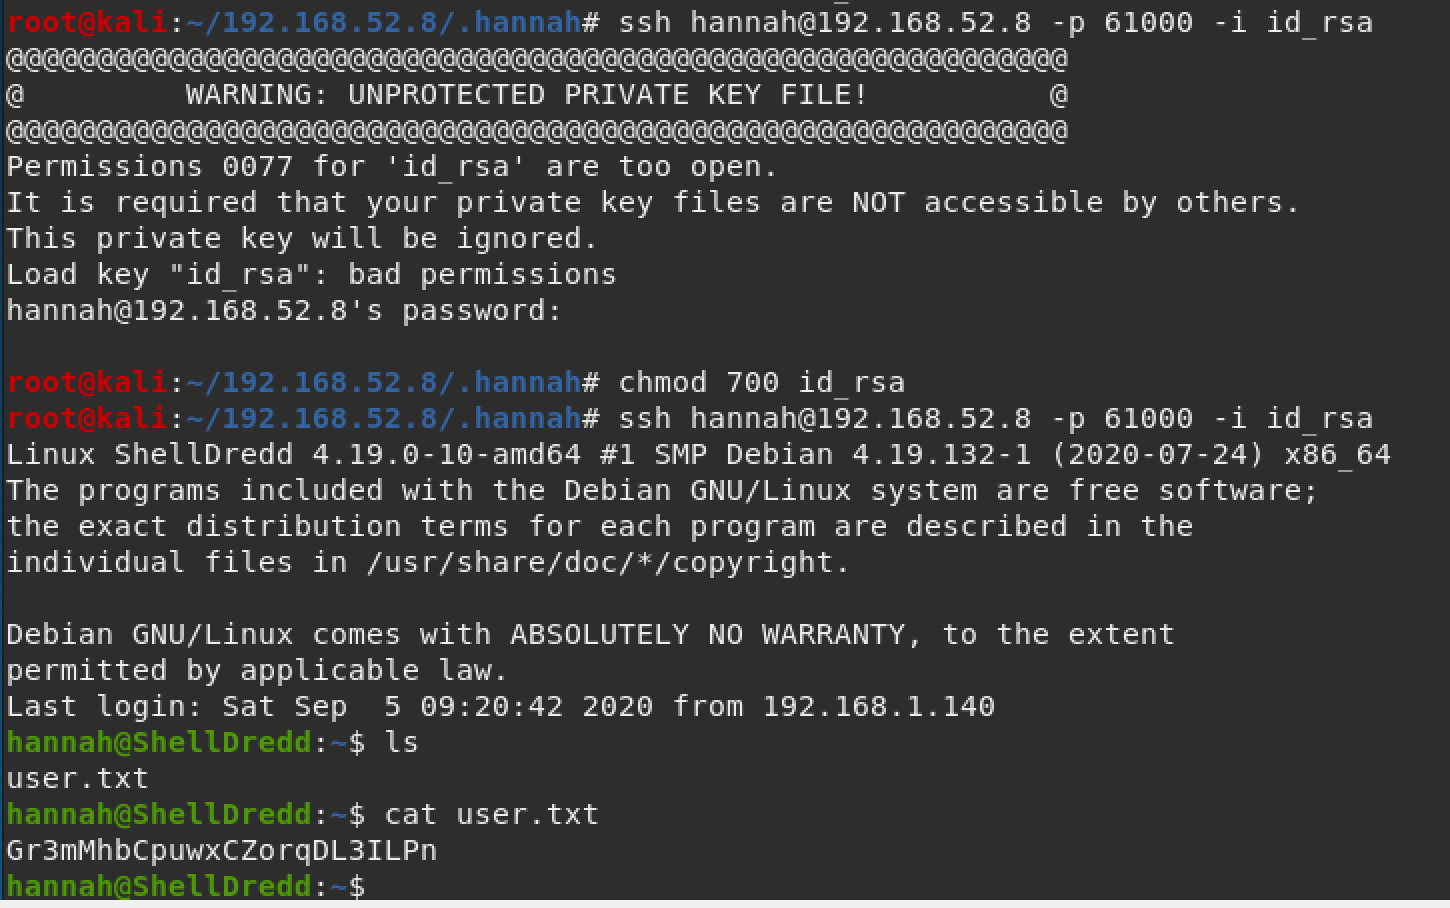 root@kali:~/192.168.52.8/.hannah# ssh hannah@192.168.52.8 -p 61000 -i id_rsa
@@@@@@@@@@@@@@@@@@@@@@@@@@@@@@@@@@@@@@@@@@@@@@@@@@@@@@@@@@@
@         WARNING: UNPROTECTED PRIVATE KEY FILE!          @
@@@@@@@@@@@@@@@@@@@@@@@@@@@@@@@@@@@@@@@@@@@@@@@@@@@@@@@@@@@
Permissions 0077 for 'id_rsa' are too open.
It is required that your private key files are NOT accessible by others.
This private key will be ignored.
Load key "id_rsa": bad permissions
hannah@192.168.52.8's password:
root@kali:~/192.168.52.8/.hannah# chmod 700 id_rsa
root@kali:~/192.168.52.8/.hannah# ssh hannah@192.168.52.8 -p 61000 -i id_rsa
Linux ShellDredd 4.19.0-10-amd64 #1 SMP Debian 4.19.132-1 (2020-07-24) x86_64
The programs included with the Debian GNU/Linux system are free software;
the exact distribution terms for each program are described in the
individual files in /usr/share/doc/*/copyright.
Debian GNU/Linux comes with ABSOLUTELY NO WARRANTY, to the extent
permitted by applicable law.
Last login: Sat Sep  5 09:20:42 2020 from 192.168.1.140
hannah@ShellDredd:~$ ls
user.txt
hannah@ShellDredd:~$ cat user.txt
Gr3mMhbCpuwxCZorqDL3ILPn
hannah@ShellDredd:~$